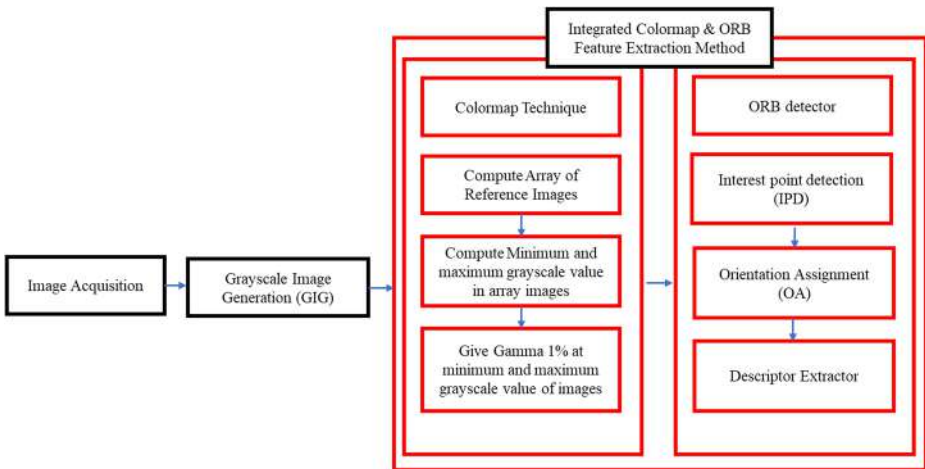 Integrated Colormap & ORB
Feature Extraction Method
Image Acquisition
Grayscale Image
Generation (GIG)
Colormap Technique
Compute Array of
Reference Images
Compute Minimum and
maximum grayscale value
in array images
Give Gamma 1% at
minimum and maximum
grayscale value of images
ORB detector
Interest point detection
(IPD)
Orientation Assignment
(OA)
Descriptor Extractor